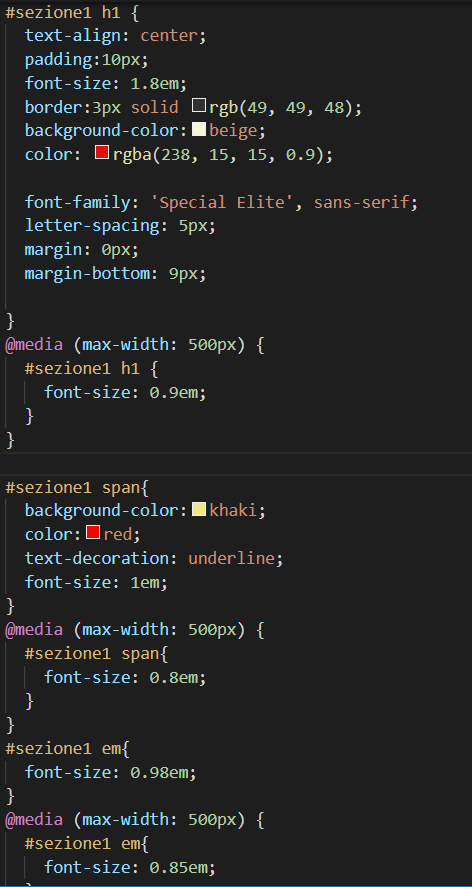 #sezione1 h1 {
  text-align: center;
  padding:10px;
  font-size: 1.8em;
  border:3px solid rgb(49, 49, 48);
  background-color:beige;
  color: rgba(238, 15, 15, 0.9);

  font-family: 'Special Elite', sans-serif;
  letter-spacing: 5px;
  margin: 0px;
  margin-bottom: 9px;

}
@media (max-width: 500px) {
  #sezione1 h1 {
    font-size: 0.9em;
  }
}

#sezione1 span{
  background-color:khaki;
  color:red;
  text-decoration: underline;
  font-size: 1em;
}
@media (max-width: 500px) {
  #sezione1 span{
    font-size: 0.8em;
  }
}
#sezione1 em{
  font-size: 0.98em;
}
@media (max-width: 500px) {
  #sezione1 em{
    font-size: 0.85em;
  }